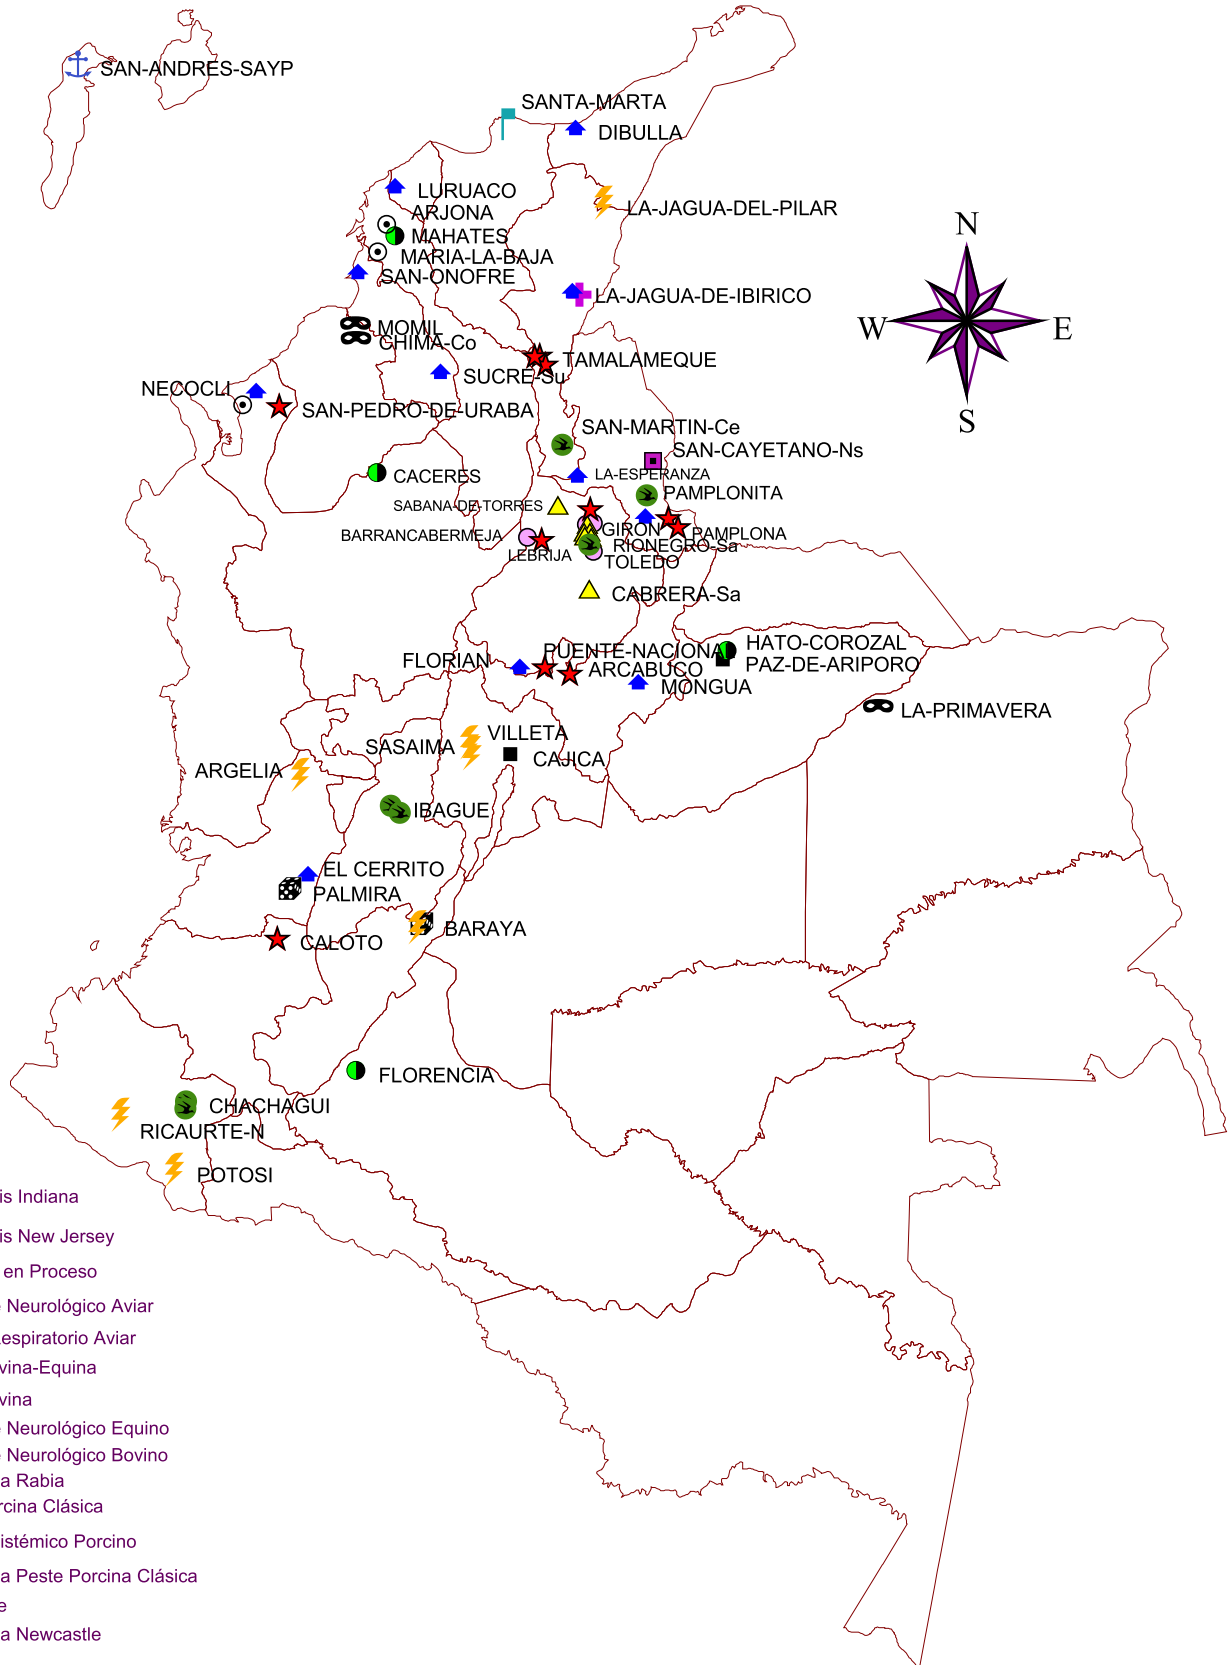 SAN-ANDRES-SAYP
SANTA-MARTA
DIBULLA
LURUACO
LA-JAGUA-DEL-PILAR
ARJONA
N
MAHATES
MARIA-LA-BAJA
SAN-ONOFRE
LA-JAGUA-DE-IBIRICO
W
E
MOMIL
CHIMA-Co
TAMALAMEQUE
SUCRE-Su
NECOCLI
SAN-PEDRO-DE-URABA
S
SAN-MARTIN-Ce
SAN-CAYETANO-Ns
CACERES
LA-ESPERANZA
PAMPLONITA
SABANA-DE-TORRES
GIRON
PAMPLONA
BARRANCABERMEJA
RIONEGRO-Sa
LEBRIJA
TOLEDO
CABRERA-Sa
HATO-COROZAL
PUENTE-NACIONAL
FLORIAN
PAZ-DE-ARIPORO
ARCABUCO
MONGUA
LA-PRIMAVERA
VILLETA
SASAIMA
CAJICA
ARGELIA
IBAGUE
EL CERRITO
PALMIRA
BARAYA
CALOTO
FLORENCIA
CHACHAGUI
RICAURTE-N
POTOSI
is Indiana
is New Jersey
en Proceso
e Neurológico Aviar
Respiratorio Aviar
vina-Equina
vina
e Neurológico Equino
e Neurológico Bovino
a Rabia
rcina Clásica
istémico Porcino
a Peste Porcina Clásica
e
a Newcastle